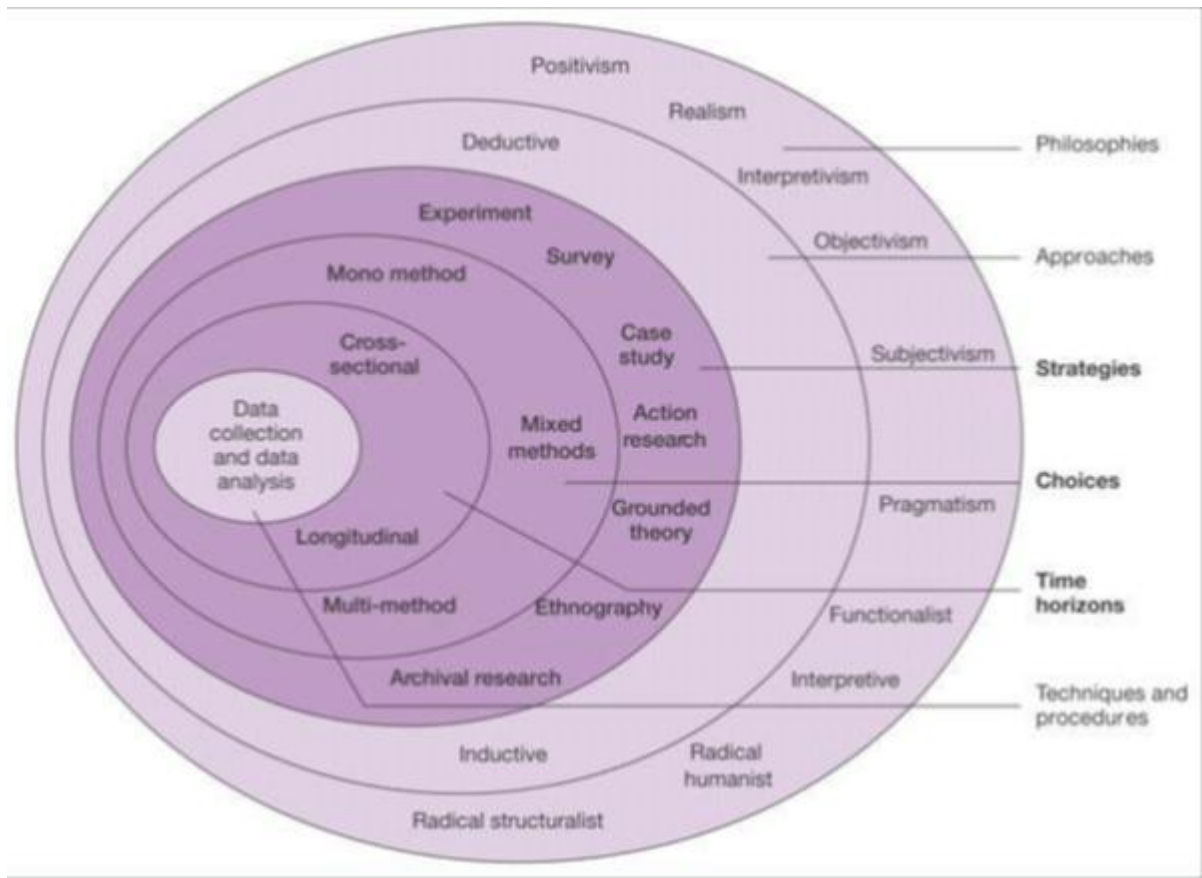 Positivism
Realism
Deductive
Philosophies
Interpretivism
Experiment
Survey
Objectivism
Approaches
Mono method
Case
study
Cross-
sectional
Subjectivism
Strategies
Data
collection
and data
analysis
Mixed
methods
Action
research
Choices
Pragmatism
Grounded
theory
Longitudinal
Time
horizons
Multi-method
Ethnography
Functionalist
Archival research
Interpretive
Techniques and
procedures
Inductive
Radical
humanist
Radical structuralist